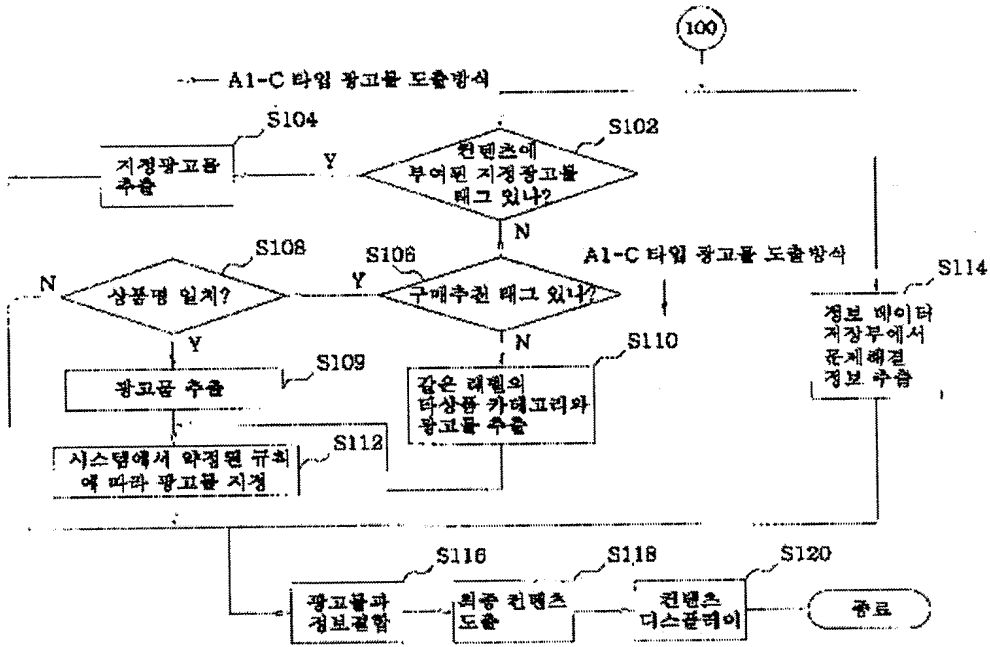 100
A1-C 타입 광고물 도출방식
S104
S102
지정광고물
추출
Y
컨텐츠에
부여된 지정광고물
태그 있나?
N
S108
S106
A1-C 타입 광고물 도출방식
S114
N
상품명 일치?
Y
구매추천 태그 있나?
정보 데이터
저장부에서
문제해결
정보 추출
Y
N
S110
S109
광고물 추출
같은 레벨의
타상품 카테고리와
광고물 추출
S112
시스템에서 약정된 규칙
에 따라 광고물 지정
S116
S118
S120
광고물과
정보결합
최종 컨텐츠
도출
컨텐츠
디스플레이
종료